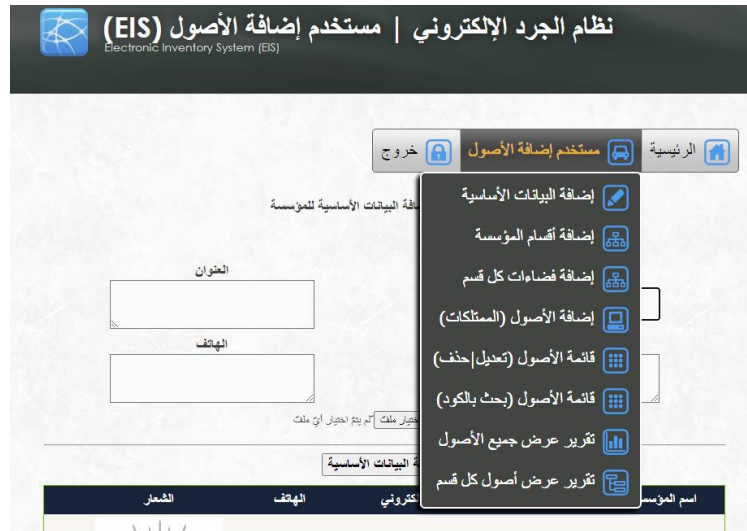 نظام الجرد الإلكتروني | مستخدم إضافة الأصول (EIS)
Electronic Inventory System (EIS)
الرئيسية مستخدم إضافة الأصول خروج
إضافة البيانات الأساسية
إضافة أقسام المؤسسة
إضافة فضاءات كل قسم
إضافة الأصول (الممتلكات)
قائمة الأصول (تعديل|حذف)
قائمة الأصول (بحث بالكود)
تقرير عرض جميع الأصول
تقرير عرض أصول كل قسم
البيانات الأساسية للمؤسسة
العنوان
الهاتف
ملف لم يتم اختيار أيّ ملف
البيانات الأساسية
اسم الهاتف الشعار